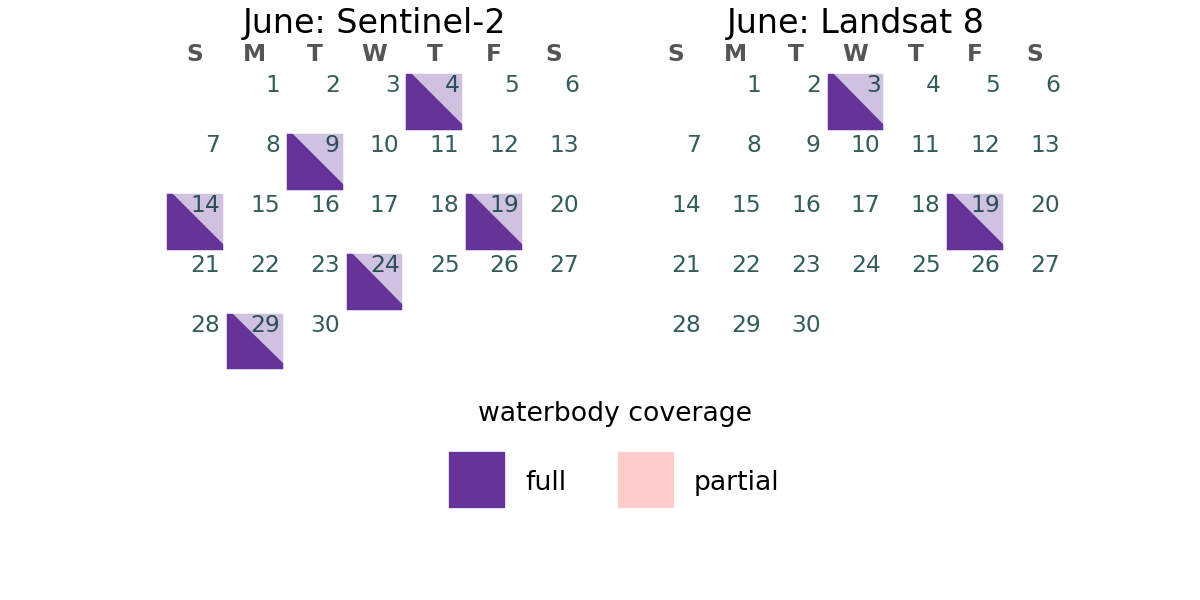 June: Sentinel-2
S M T W T F S
1 2 3 4 5 6
7 8 9 10 11 12 13
14 15 16 17 18 19 20
21 22 23 24 25 26 27
28 29 30
June: Landsat 8
S M T W T F S
1 2 3 4 5 6
7 8 9 10 11 12 13
14 15 16 17 18 19 20
21 22 23 24 25 26 27
28 29 30
waterbody coverage
full partial